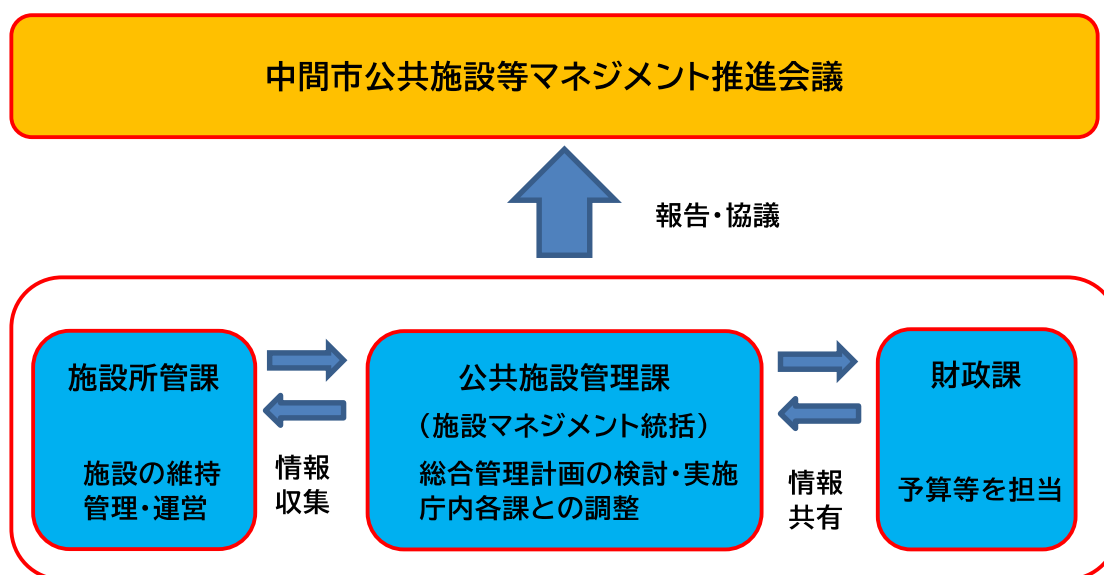 中間市公共施設等マネジメント推進会議
報告・協議
施設所管課
施設の維持
管理・運営
情報
収集
公共施設管理課
（施設マネジメント統括）
総合管理計画の検討・実施
庁内各課との調整
情報
共有
財政課
予算等を担当